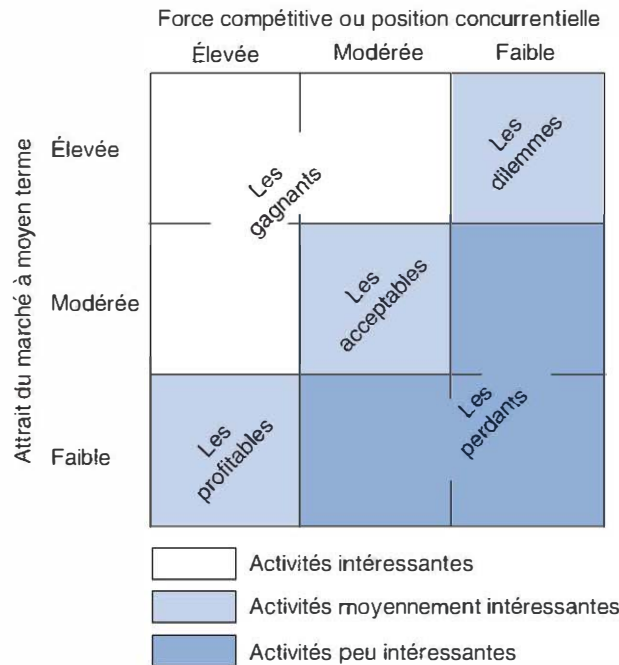 Force compétitive ou position concurrentielle
Élevée Modérée Faible
Attrait du marché à moyen terme
Élevée
Les
gagnants
Les
dilemmes
Modérée
Les
acceptables
Faible
Les
profitables
Les
perdants
Activités intéressantes
Activités moyennement intéressantes
Activités peu intéressantes